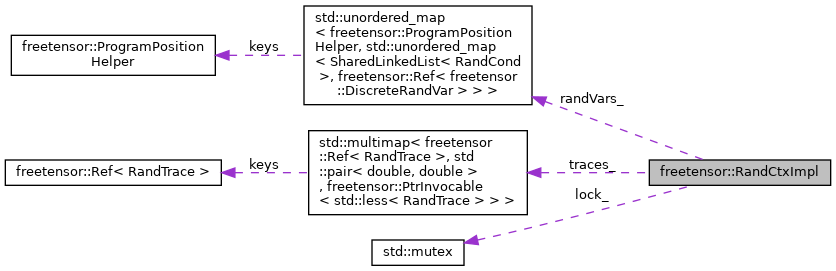 freetensor::ProgramPosition
Helper
keys
std::unordered_map
< freetensor::ProgramPosition
Helper, std::unordered_map
< SharedLinkedList< RandCond
>, freetensor::Ref< freetensor
::DiscreteRandVar > > >
randVars_
freetensor::Ref< RandTrace >
keys
std::multimap< freetensor
::Ref< RandTrace >, std
::pair< double, double >
, freetensor::PtrInvocable
< std::less< RandTrace > > >
traces_
freetensor::RandCtxImpl
lock_
std::mutex